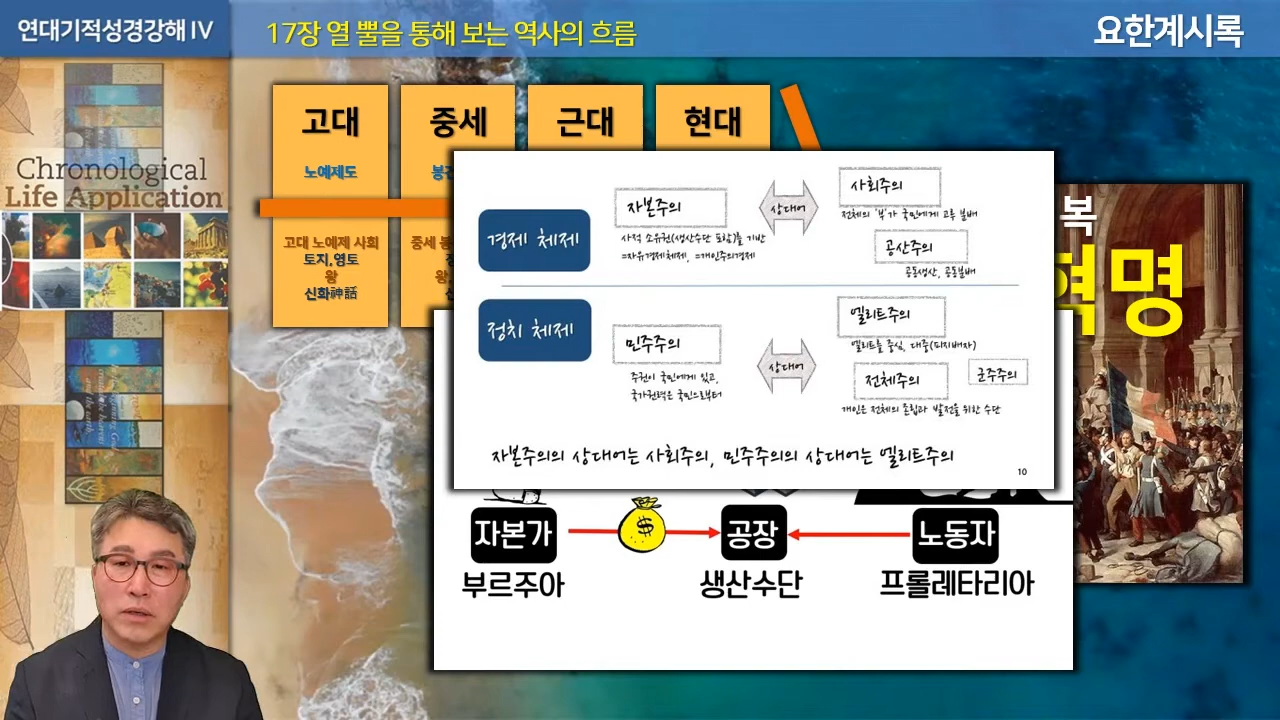 연대기적성경강해 IV
17장 열 뿔을 통해 보는 역사의 흐름
요한계시록
Chronological
Life Application
고대
중세
근대
현대
노예제도
고대 노예제 사회
토지,영토
왕
신화神話
복
혁명
경제 체제
자본주의
사적 소유권(생산수단 포함)을 기반
=자유경제체제, =개인주의경제
상대어
사회주의
전체의 '부'가 국민에게 고루 분배
공산주의
공동생산, 공동분배
정치 체제
민주주의
주권이 국민에게 있고,
국가권력은 국민으로부터
상대어
엘리트주의
엘리트들 중심, 대중(피지배자)
전체주의
군주주의
개인은 전체의 존립과 발전을 위한 수단
자본주의의 상대어는 사회주의, 민주주의의 상대어는 엘리트주의
10
자본가
$
공장
노동자
부르주아
생산수단
프롤레타리아